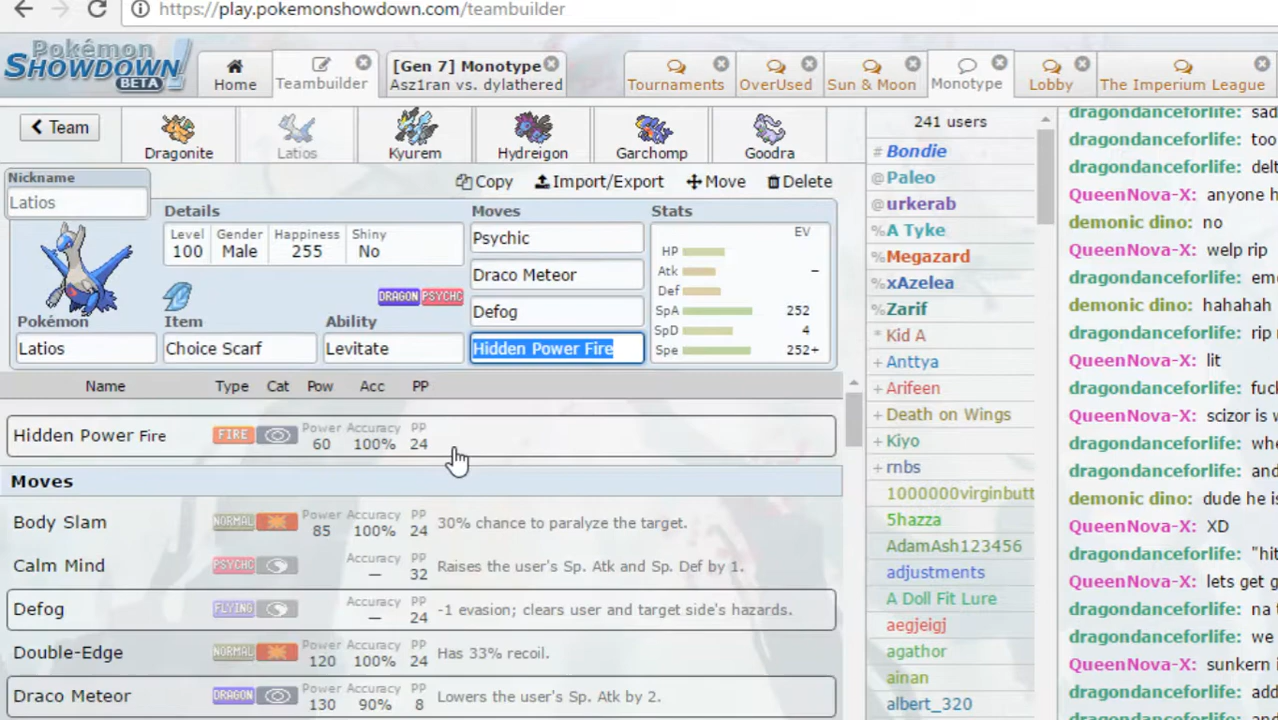 https://play.pokemonshowdown.com/teambuilder
Pokémon
SHOWDOWN!
BETA
Home
Teambuilder
[Gen 7] Monotype
Asz1ran vs. dylathered
Tournaments
OverUsed
Sun & Moon
Monotype
Lobby
The Imperium League
Team
Dragonite
Latios
Kyurem
Hydreigon
Garchomp
Goodra
Nickname
Latios
Copy
Import/Export
Move
Delete
Details
Level
100
Gender
Male
Happiness
255
Shiny
No
DRAGON PSYCHC
Pokémon
Latios
Item
Choice Scarf
Ability
Levitate
Moves
Psychic
Draco Meteor
Defog
Hidden Power Fire
Stats
EV
HP
Atk –
Def
SpA 252
SpD 4
Spe 252+
Name Type Cat Pow Acc PP
Hidden Power Fire FIRE Power 60 Accuracy 100% PP 24
Moves
Body Slam NORMAL Power 85 Accuracy 100% PP 24 30% chance to paralyze the target.
Calm Mind PSYCHC Accuracy — PP 32 Raises the user's Sp. Atk and Sp. Def by 1.
Defog FLYING Accuracy — PP 24 -1 evasion; clears user and target side's hazards.
Double-Edge NORMAL Power 120 Accuracy 100% PP 24 Has 33% recoil.
Draco Meteor DRAGON Power 130 Accuracy 90% PP 8 Lowers the user's Sp. Atk by 2.
241 users
# Bondie
@ Paleo
@ urkerab
% A Tyke
% Megazard
% xAzelea
% Zarif
* Kid A
+ Anttya
+ Arifeen
+ Death on Wings
+ Kiyo
+ rnbs
1000000virginbutt
5hazza
AdamAsh123456
adjustments
A Doll Fit Lure
aegjeigj
agathor
ainan
albert_320
dragondanceforlife: sad
dragondanceforlife: too
dragondanceforlife: delt
QueenNova-X: anyone h
demonic dino: no
QueenNova-X: welp rip
dragondanceforlife: em
demonic dino: hahahah
dragondanceforlife: rip
QueenNova-X: lit
dragondanceforlife: fuc
QueenNova-X: scizor is
dragondanceforlife: whe
dragondanceforlife: and
demonic dino: dude he is
QueenNova-X: XD
dragondanceforlife: "hit
QueenNova-X: lets get g
dragondanceforlife: na
dragondanceforlife: we
QueenNova-X: sunkern i
dragondanceforlife: add
dragondanceforlife: and